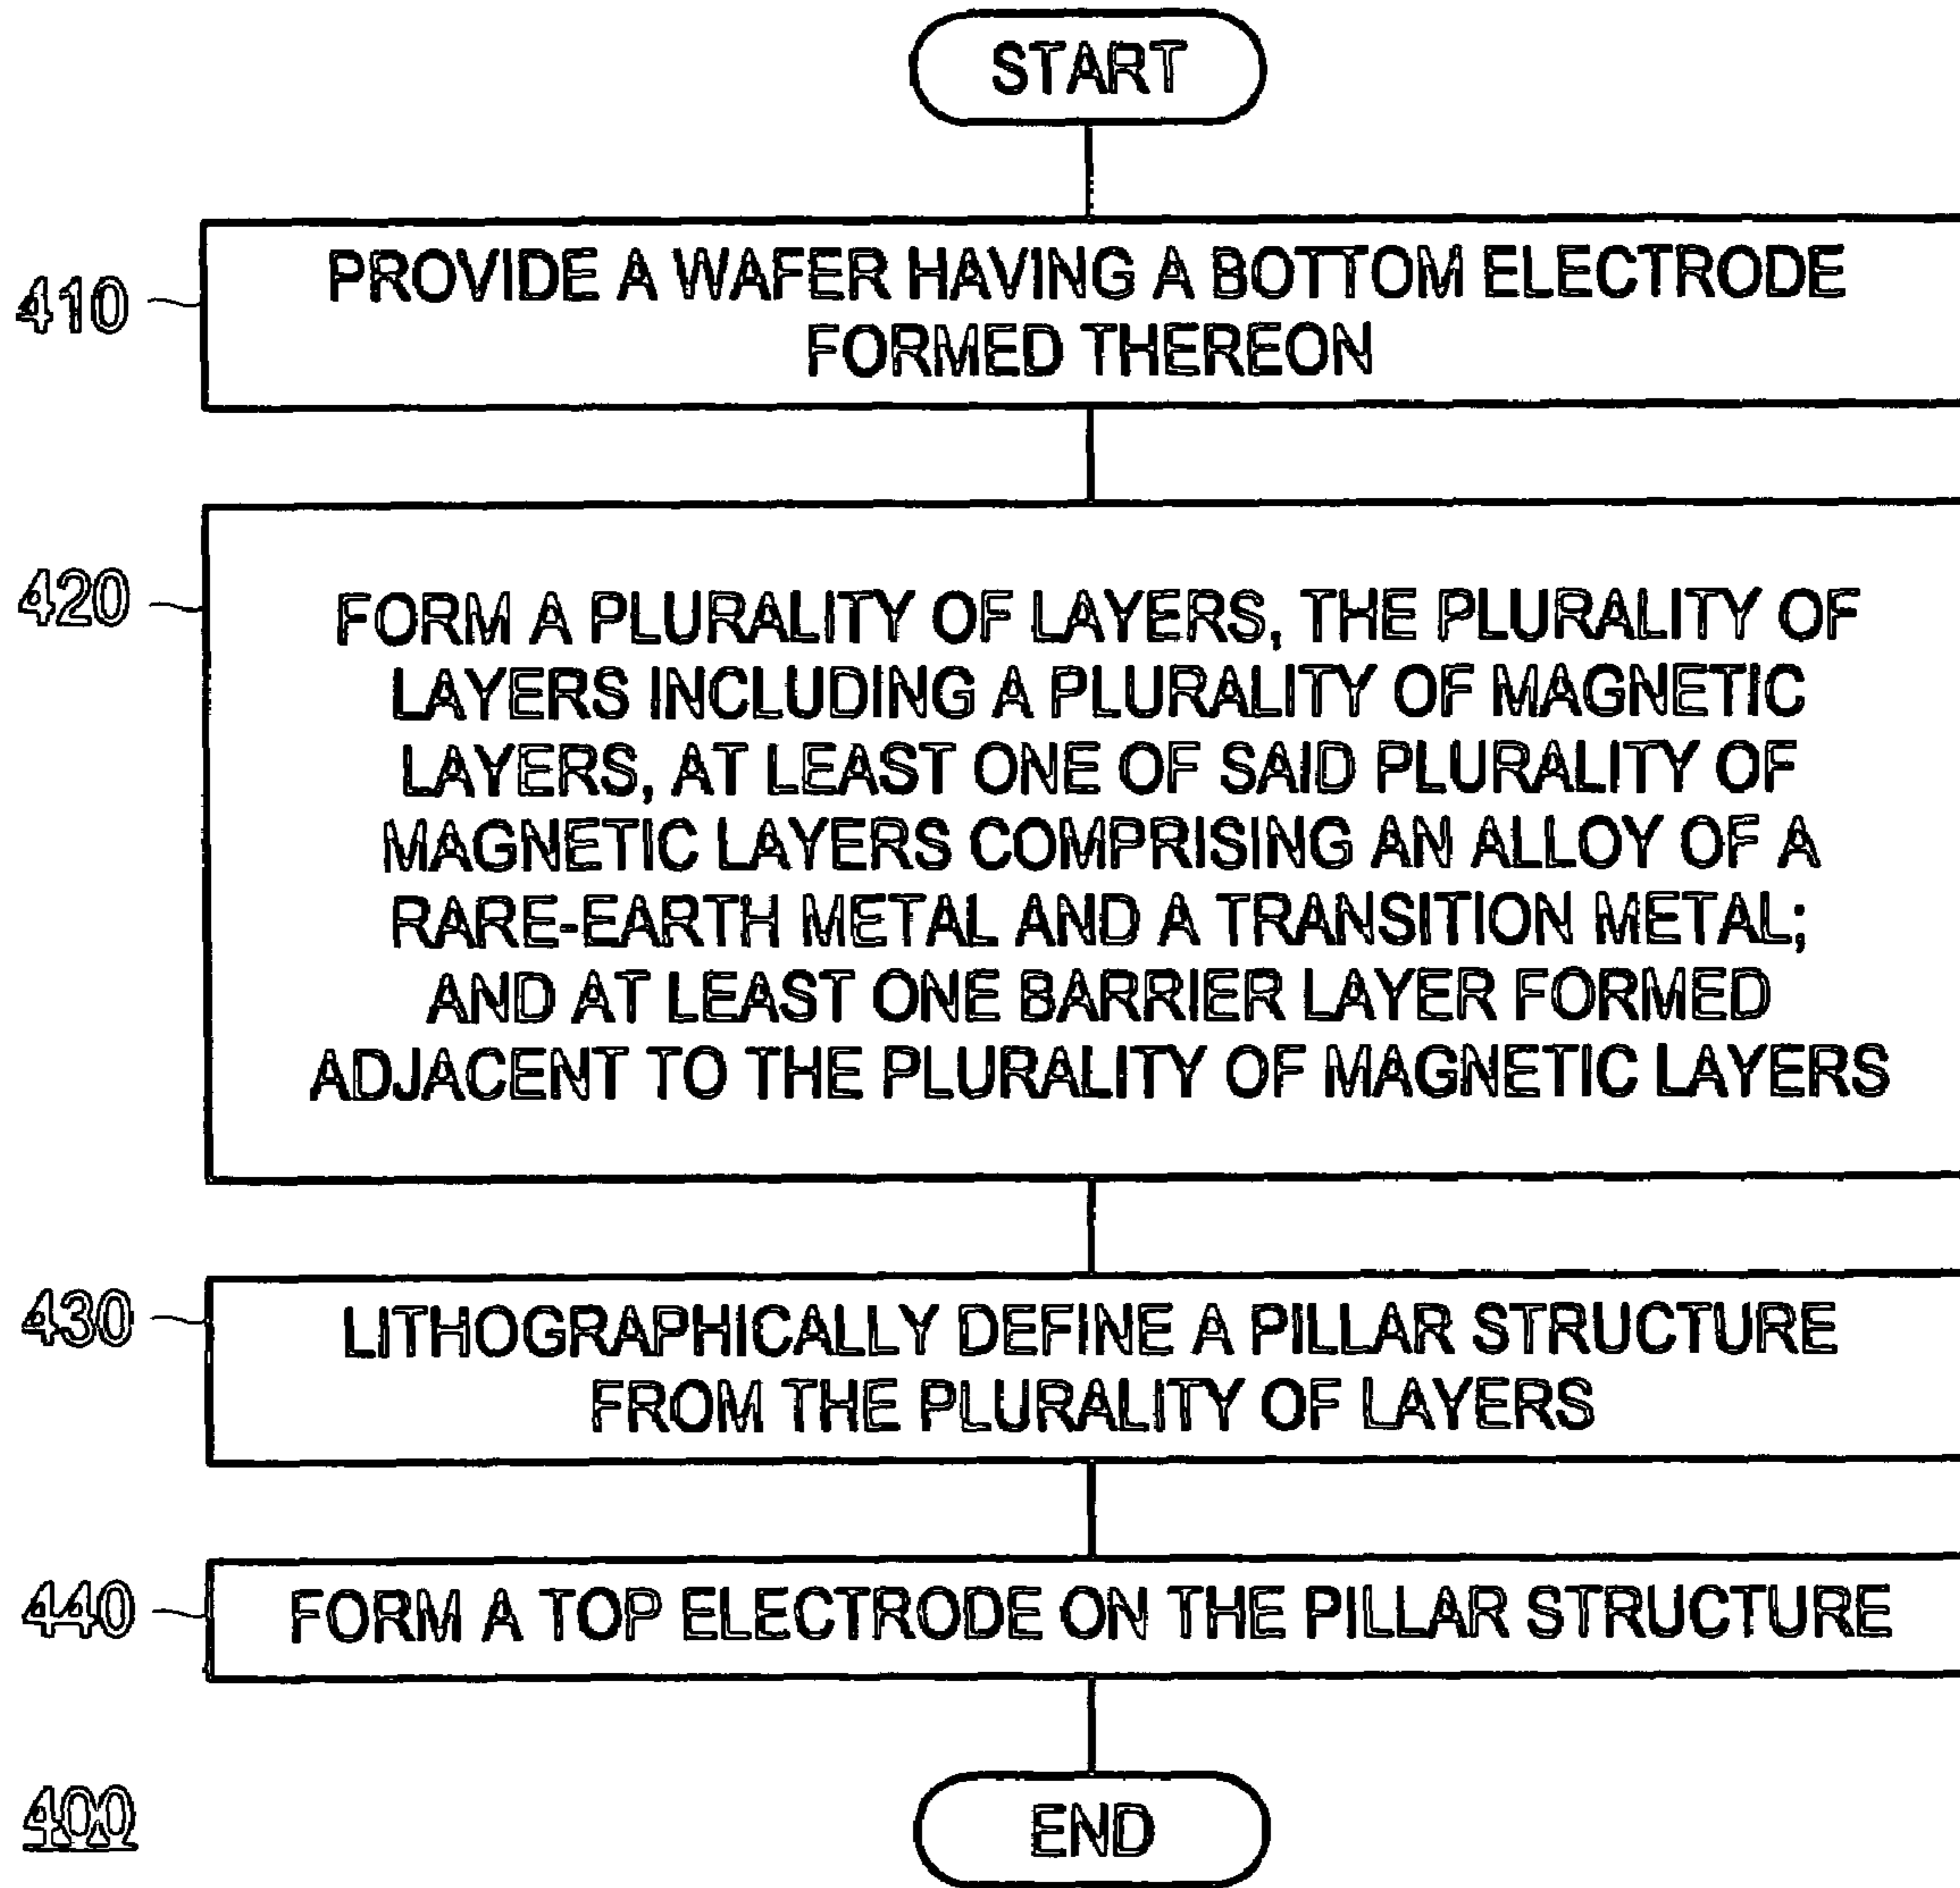 START
410
PROVIDE A WAFER HAVING A BOTTOM ELECTRODE
FORMED THEREON
420
FORM A PLURALITY OF LAYERS, THE PLURALITY OF
LAYERS INCLUDING A PLURALITY OF MAGNETIC
LAYERS, AT LEAST ONE OF SAID PLURALITY OF
MAGNETIC LAYERS COMPRISING AN ALLOY OF A
RARE-EARTH METAL AND A TRANSITION METAL;
AND AT LEAST ONE BARRIER LAYER FORMED
ADJACENT TO THE PLURALITY OF MAGNETIC LAYERS
430
LITHOGRAPHICALLY DEFINE A PILLAR STRUCTURE
FROM THE PLURALITY OF LAYERS
440
FORM A TOP ELECTRODE ON THE PILLAR STRUCTURE
400
END